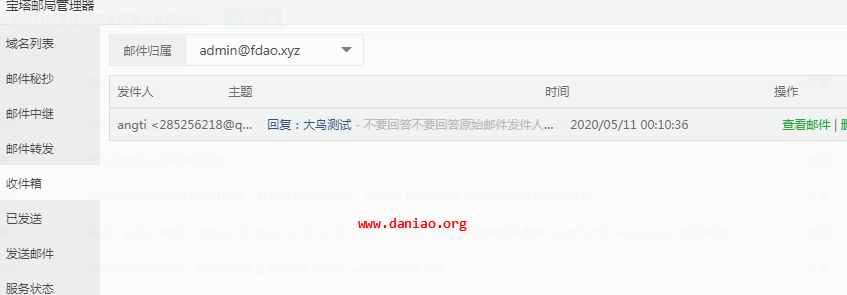 宝塔邮局管理器
域名列表
邮件秘抄
邮件中继
邮件转发
收件箱
已发送
发送邮件
服务状态
邮件归属 admin@fdao.xyz
发件人 主题 时间 操作
angti <285256218@q... 回复：大鸟测试 - 不要回答不要回答原始邮件发件人... 2020/05/11 00:10:36 查看邮件 |
www.daniao.org